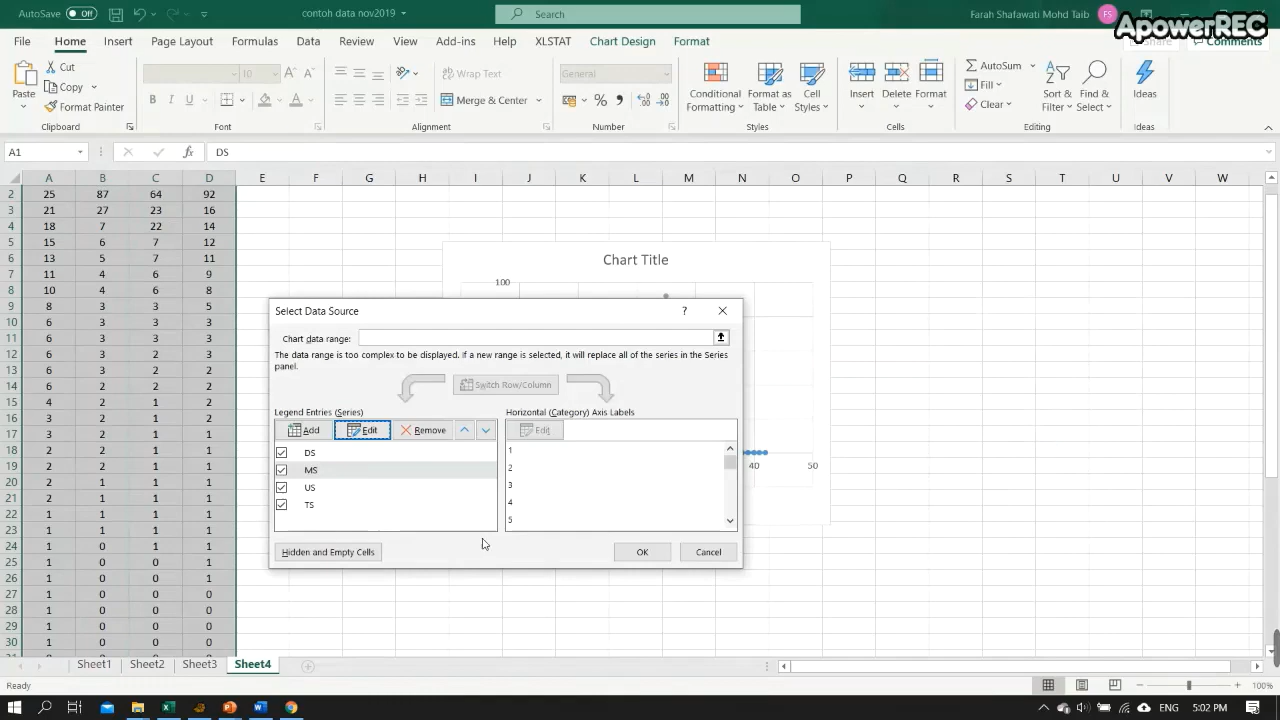 AutoSave Off contoh data nov2019 Search Farah Shafawati Mohd Taib FS
ApowerREC
File Home Insert Page Layout Formulas Data Review View Add-ins Help XLSTAT Chart Design Format Share Comments
Paste Cut Copy Format Painter
10 A A Wrap Text General
B I U Merge & Center % 9
Conditional Formatting Format as Table Cell Styles Insert Delete Format
AutoSum Fill Clear Sort & Filter Find & Select Ideas
Clipboard Font Alignment Number Styles Cells Editing Ideas
A1 fx DS
A B C D E F G H I J K L M N O P Q R S T U V W
2 25 87 64 92
3 21 27 23 16
4 18 7 22 14
5 15 6 7 12
6 13 5 7 11
7 11 4 6 9
8 10 4 6 8
9 8 3 3 5
10 6 3 3 3
11 6 3 3 3
12 6 3 2 3
13 6 3 2 2
14 6 2 2 2
15 4 2 1 2
16 3 2 1 2
17 3 2 1 1
18 2 2 1 1
19 2 2 1 1
20 2 1 1 1
21 2 1 1 1
22 1 1 1 1
23 1 1 1 1
24 1 0 1 1
25 1 0 0 1
26 1 0 0 1
27 1 0 0 0
28 1 0 0 0
29 1 0 0 0
30 1 0 0 0
Chart Title
100
40 50
Select Data Source ?
Chart data range:
The data range is too complex to be displayed. If a new range is selected, it will replace all of the series in the Series
panel.
Switch Row/Column
Legend Entries (Series) Horizontal (Category) Axis Labels
Add Edit Remove Edit
DS 1
MS 2
US 3
TS 4
5
Hidden and Empty Cells OK Cancel
Sheet1 Sheet2 Sheet3 Sheet4
Ready 100%
ENG 5:02 PM